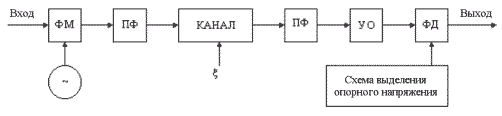 Вход
ФМ
ПФ
КАНАЛ
ПФ
УО
ФД
Выход
~
ξ
Схема выделения
опорного напряжения